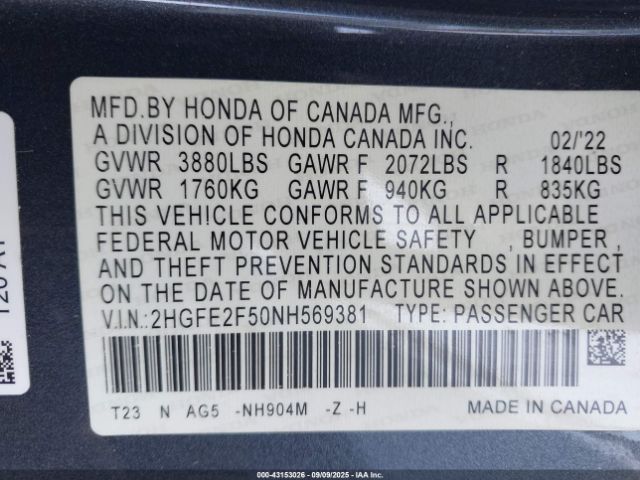 MFD.BY HONDA OF CANADA MFG.,
A DIVISION OF HONDA CANADA INC. 02/'22
GVWR 3880LBS GAWR F 2072LBS R 1840LBS
GVWR 1760KG GAWR F 940KG R 835KG
THIS VEHICLE CONFORMS TO ALL APPLICABLE
FEDERAL MOTOR VEHICLE SAFETY , BUMPER ,
AND THEFT PREVENTION STANDARDS IN EFFECT
ON THE DATE OF MANUFACTURE SHOWN ABOVE.
V.I.N.:2HGFE2F50NH569381 TYPE: PASSENGER CAR
T23 N AG5 -NH904M -Z -H MADE IN CANADA
000-43153026 - 09/09/2025 - IAA Inc.